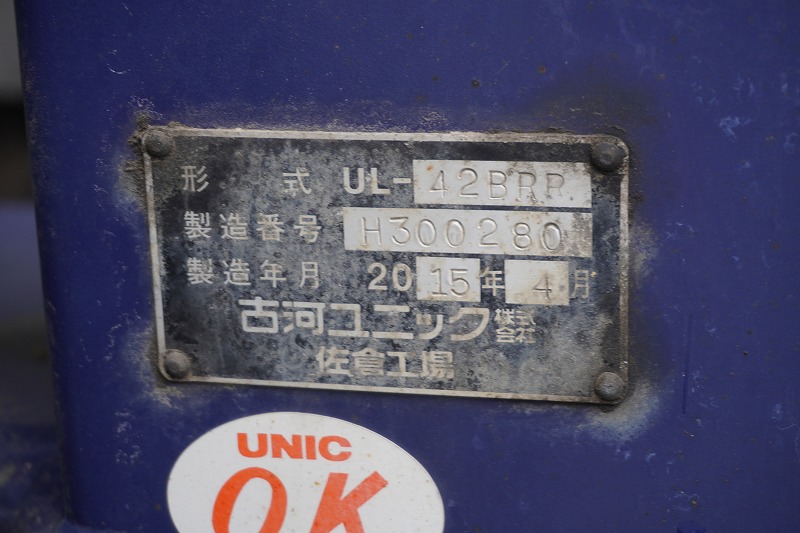 形式 UL-42BRR
製造番号 H300280
製造年月 2015年4月
古河ユニック株式会社
佐倉工場
UNIC
OK